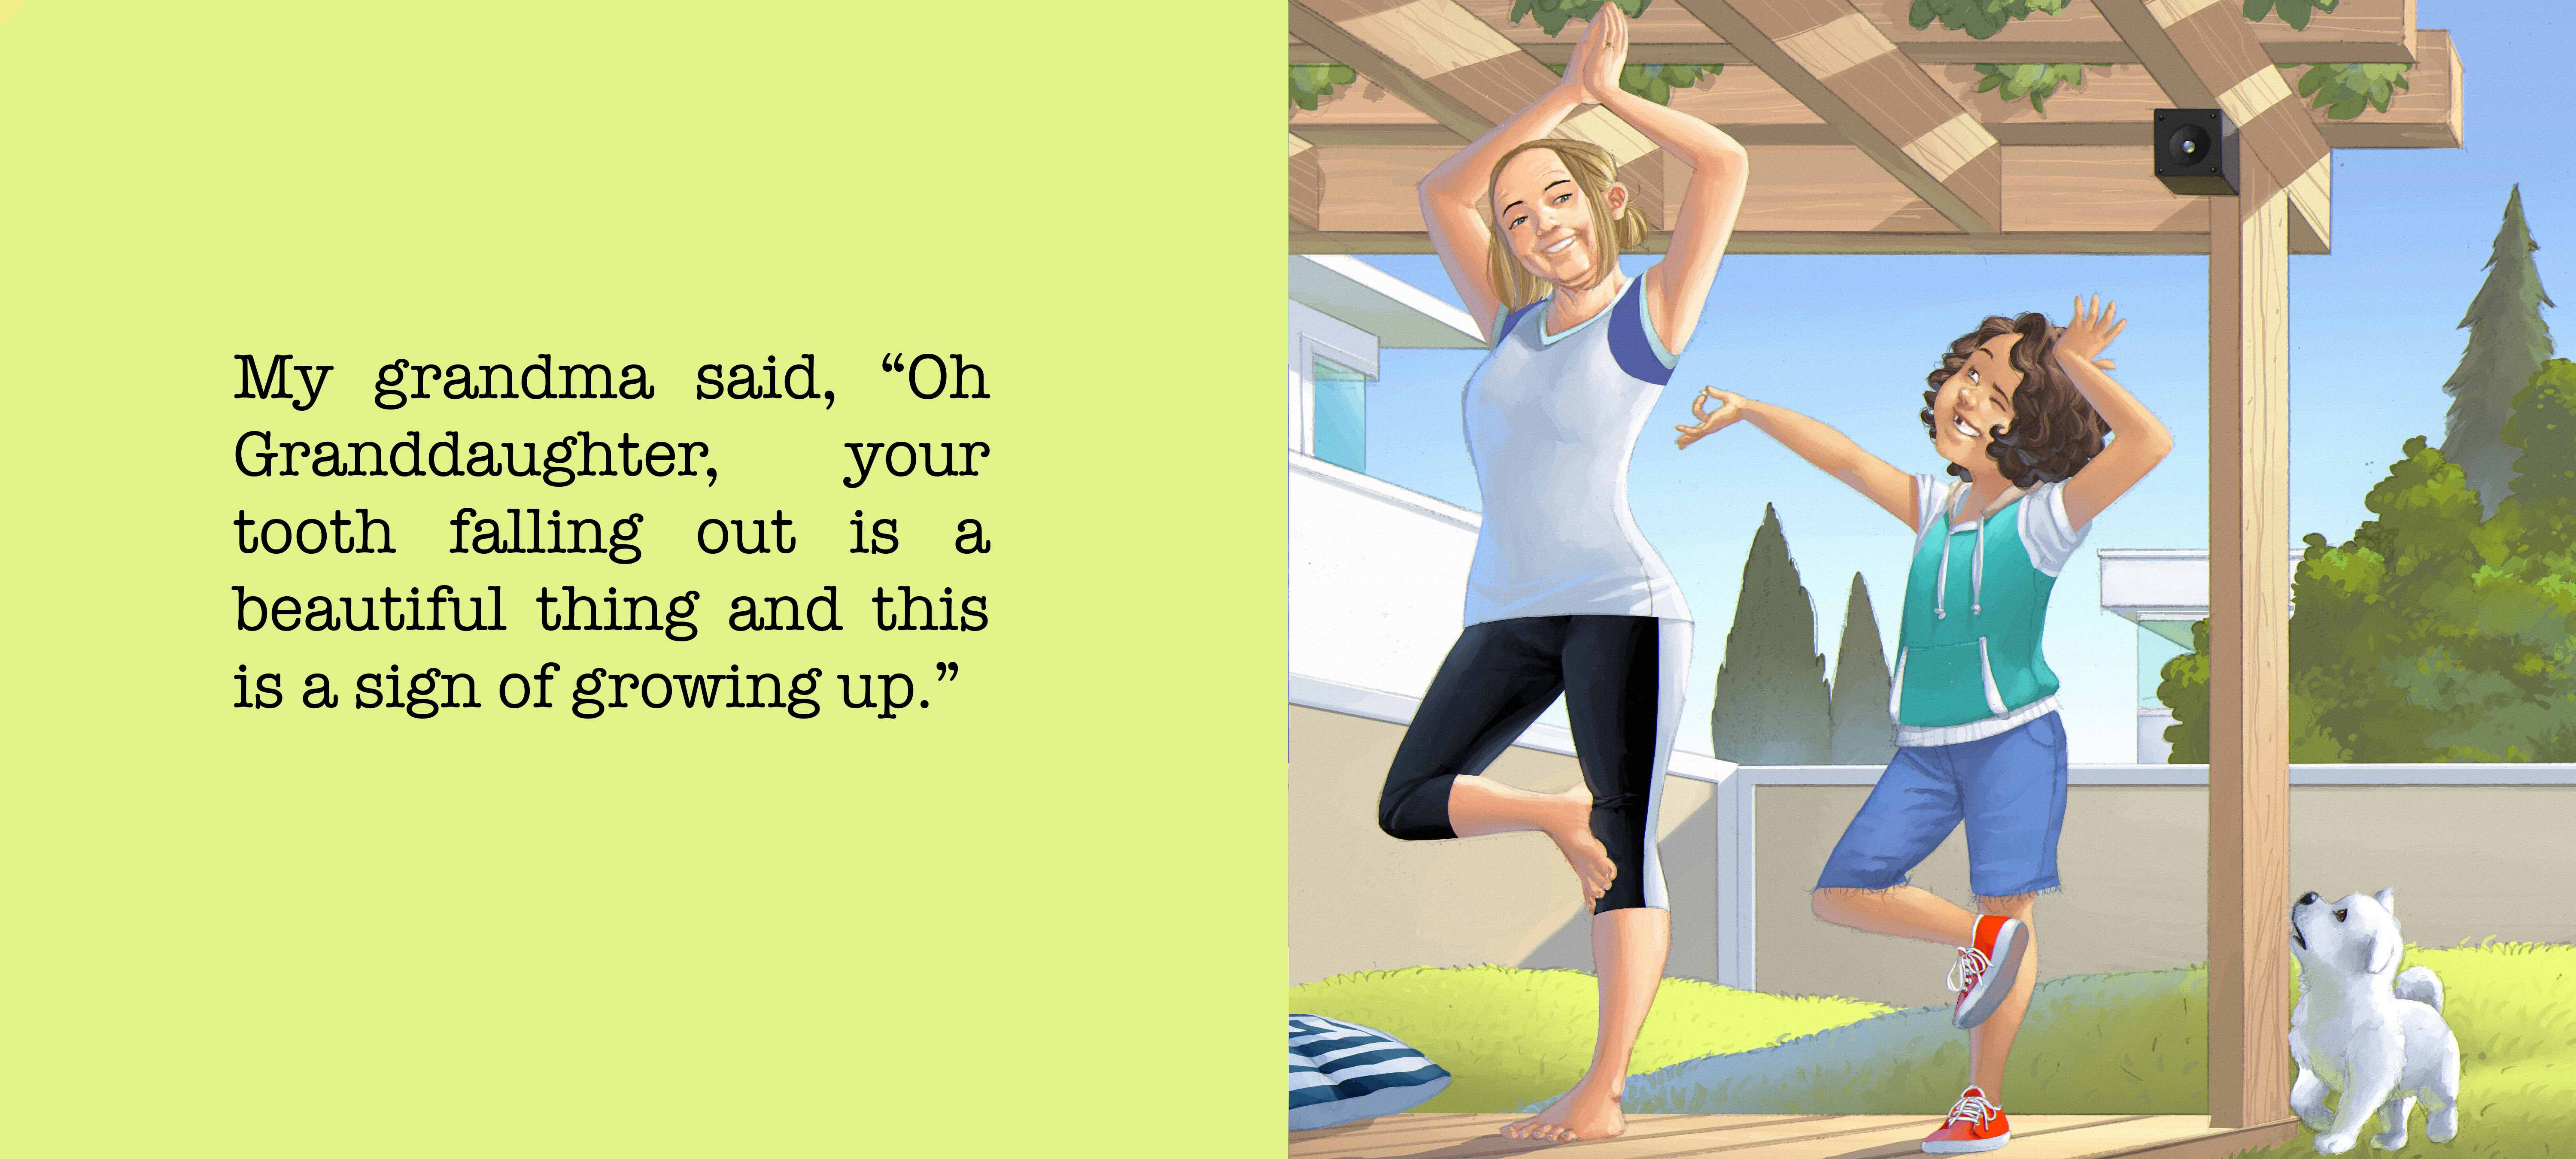 My grandma said, “Oh
Granddaughter, your
tooth falling out is a
beautiful thing and this
is a sign of growing up.”